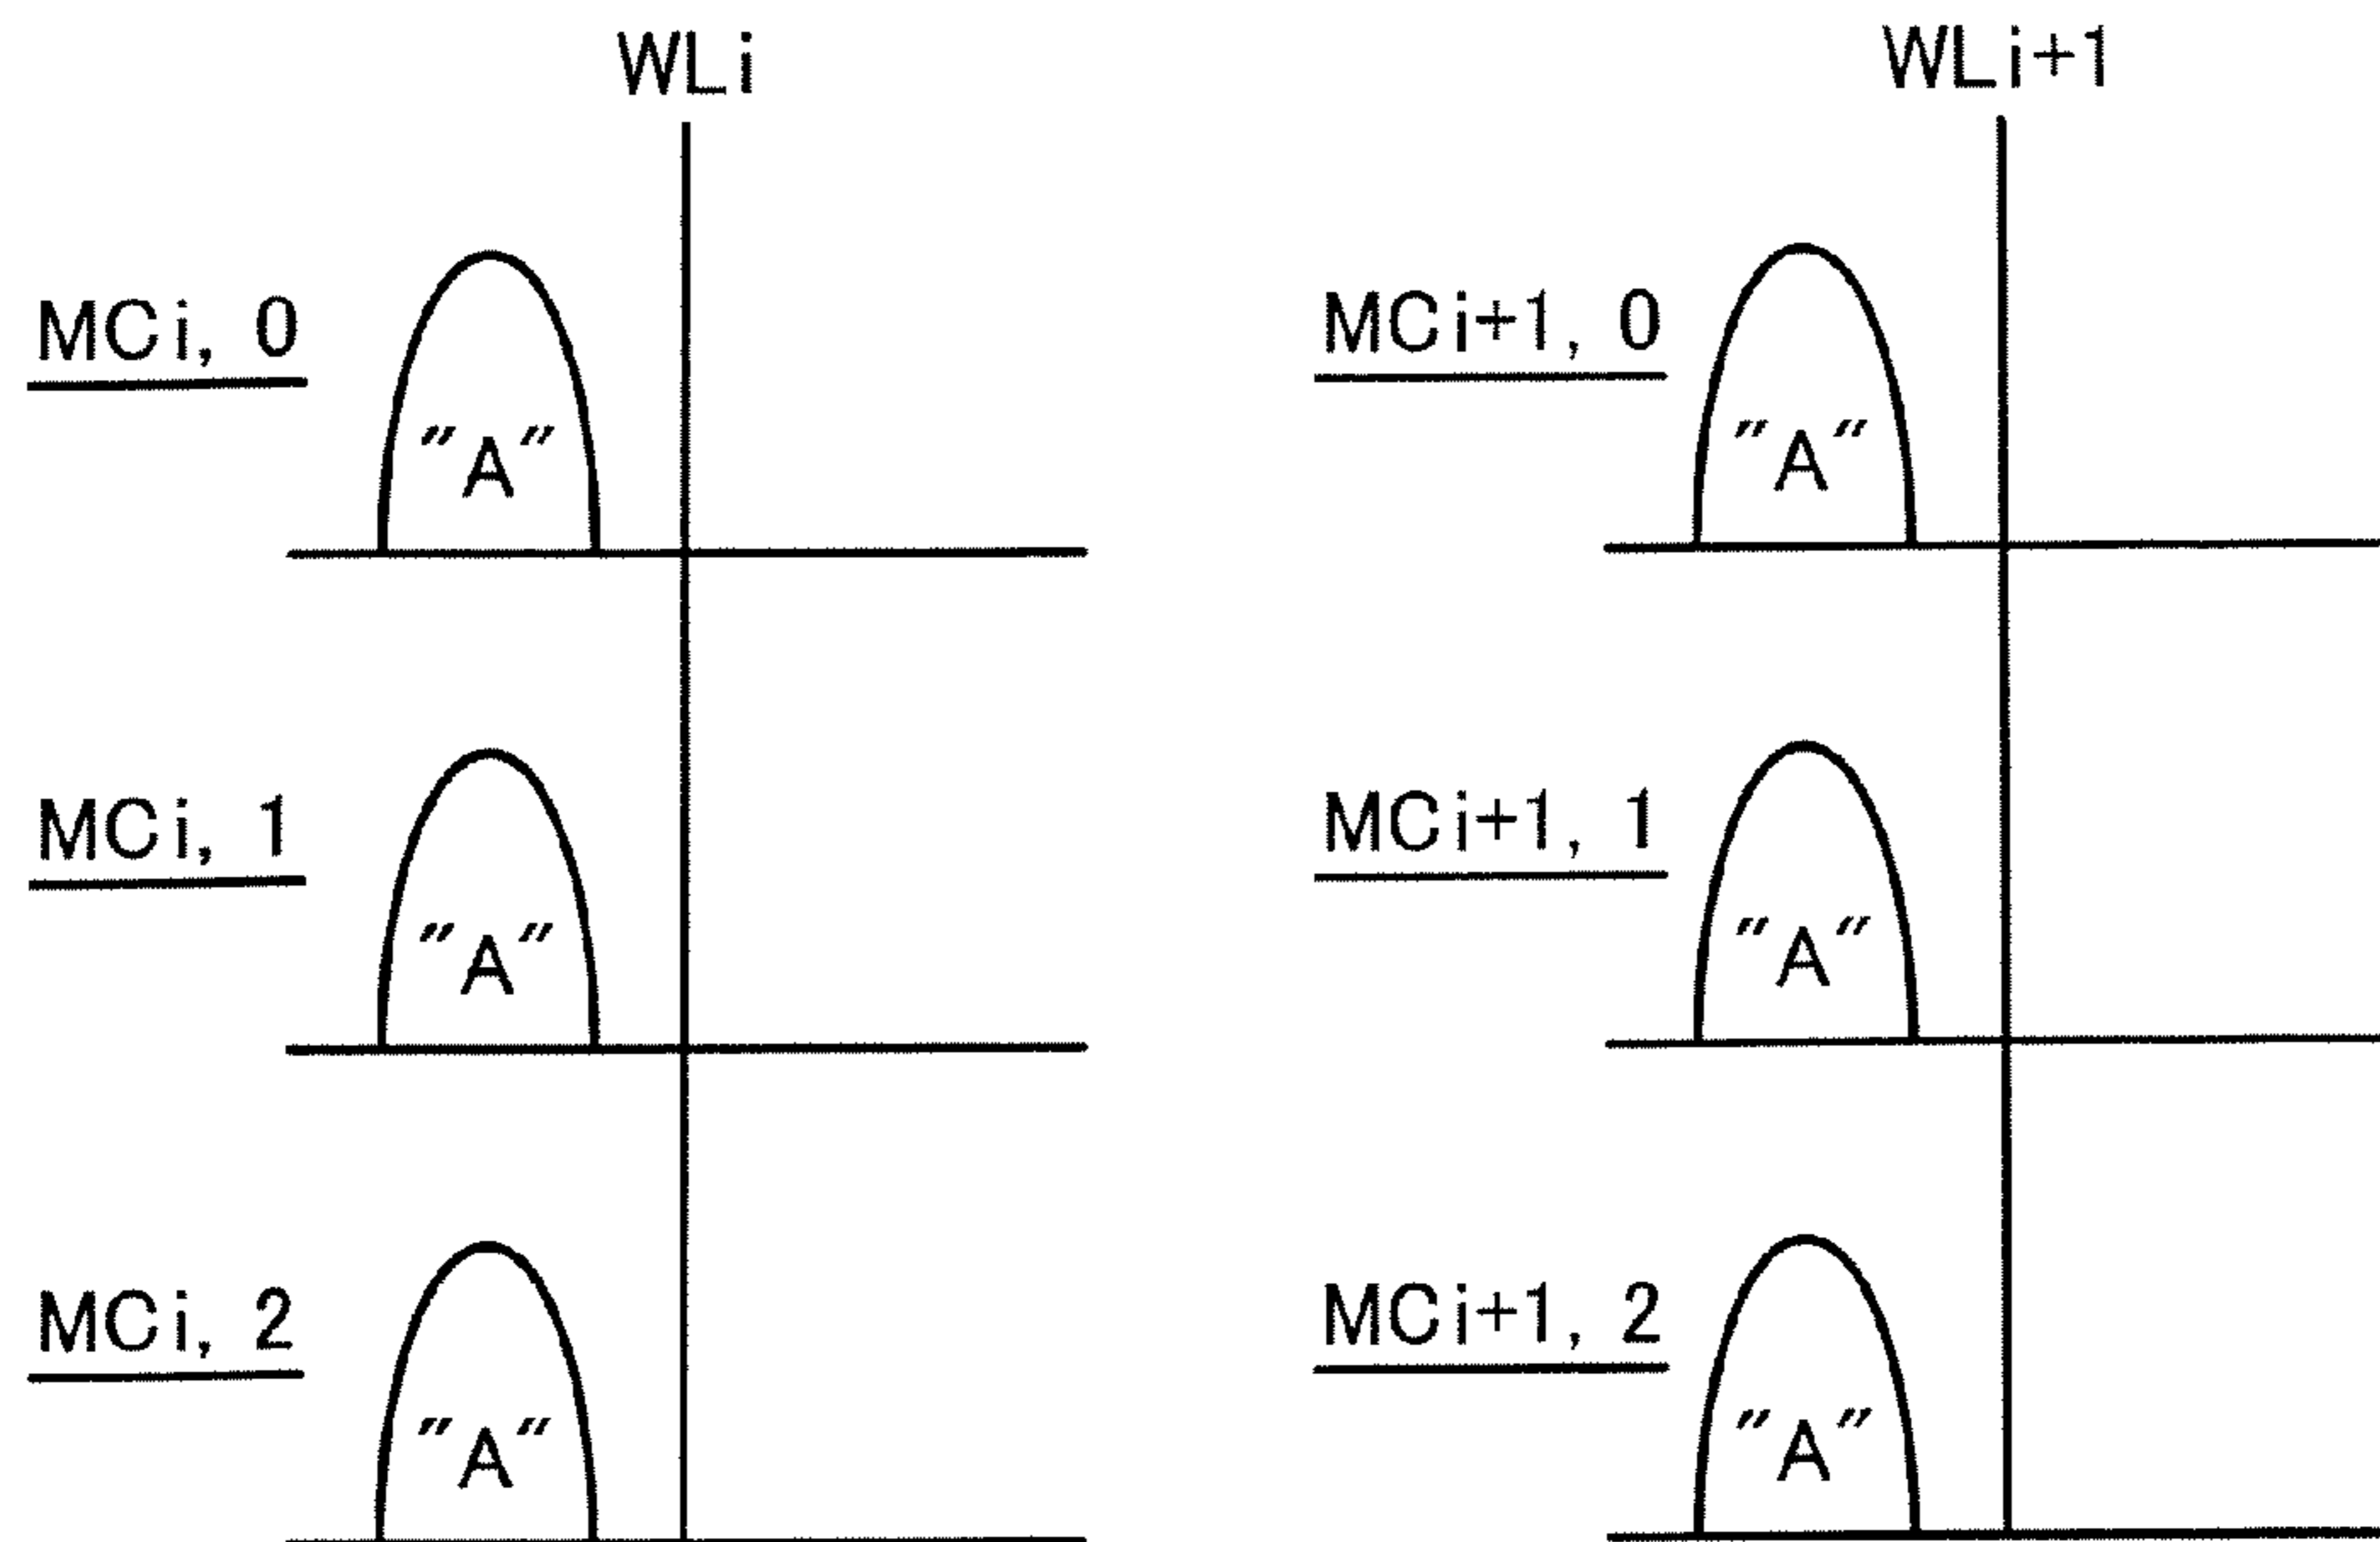 WLi
WLi+1
MCi, 0
"A"
MCi+1, 0
"A"
MCi, 1
"A"
MCi+1, 1
"A"
MCi, 2
"A"
MCi+1, 2
"A"